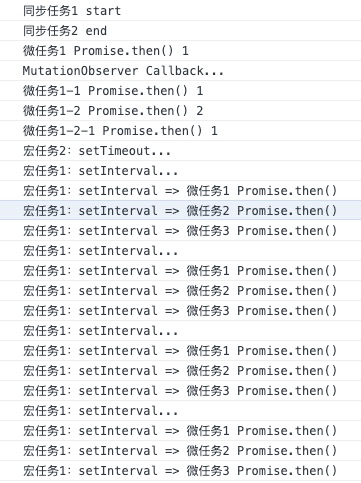 同步任务1 start
同步任务2 end
微任务1 Promise.then() 1
MutationObserver Callback...
微任务1-1 Promise.then() 1
微任务1-2 Promise.then() 2
微任务1-2-1 Promise.then() 1
宏任务2：setTimeout...
宏任务1：setInterval...
宏任务1：setInterval => 微任务1 Promise.then()
宏任务1：setInterval => 微任务2 Promise.then()
宏任务1：setInterval => 微任务3 Promise.then()
宏任务1：setInterval...
宏任务1：setInterval => 微任务1 Promise.then()
宏任务1：setInterval => 微任务2 Promise.then()
宏任务1：setInterval => 微任务3 Promise.then()
宏任务1：setInterval...
宏任务1：setInterval => 微任务1 Promise.then()
宏任务1：setInterval => 微任务2 Promise.then()
宏任务1：setInterval => 微任务3 Promise.then()
宏任务1：setInterval...
宏任务1：setInterval => 微任务1 Promise.then()
宏任务1：setInterval => 微任务2 Promise.then()
宏任务1：setInterval => 微任务3 Promise.then()